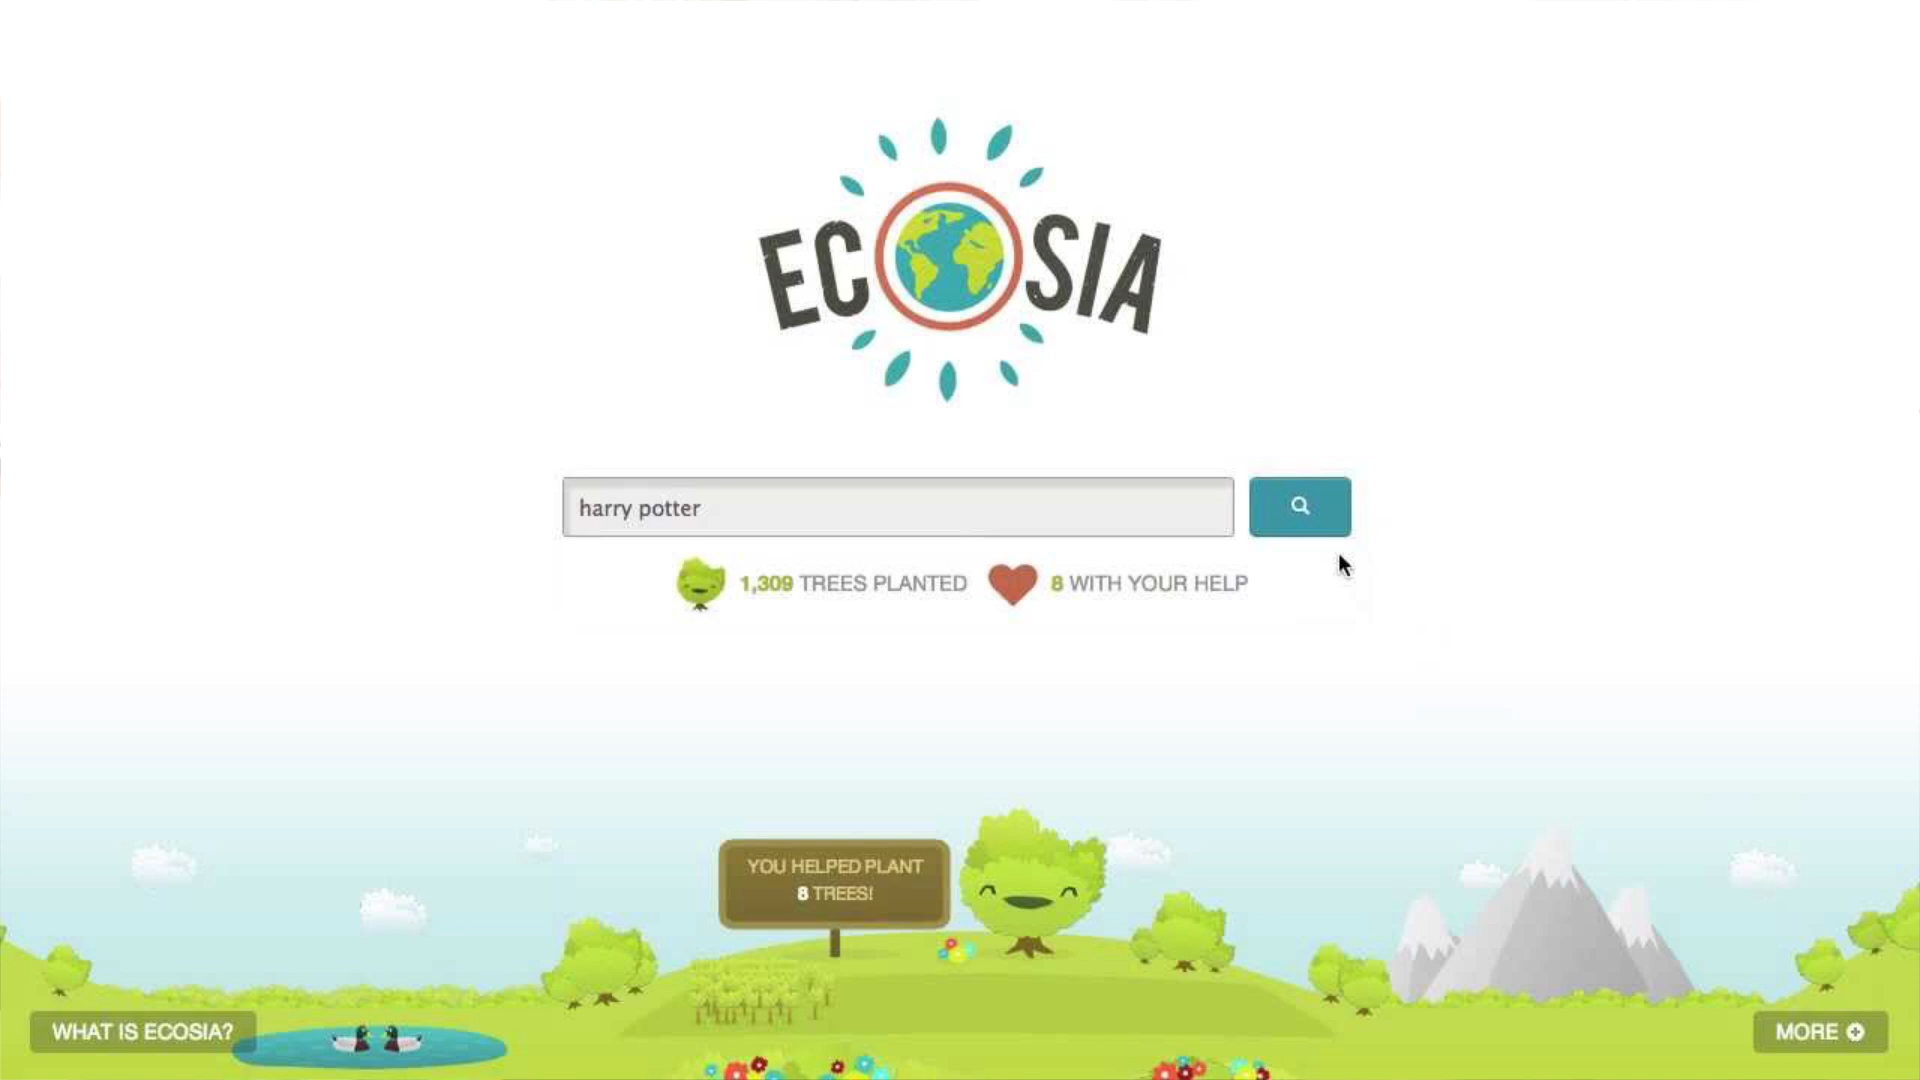 ECOSIA
harry potter
1,309 TREES PLANTED 8 WITH YOUR HELP
YOU HELPED PLANT
8 TREES!
WHAT IS ECOSIA?
MORE